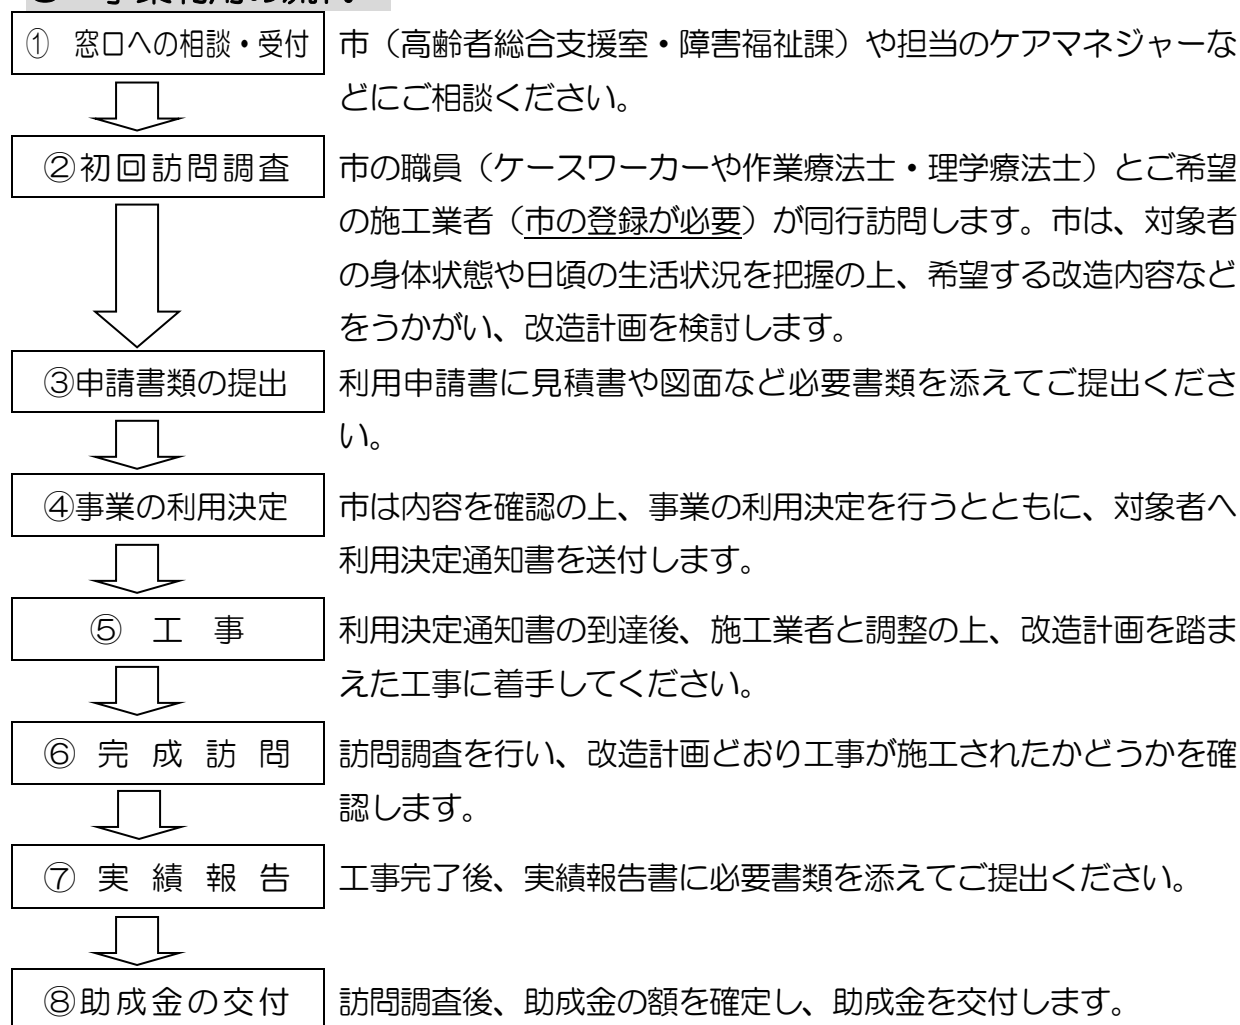 ① 窓口への相談・受付
市（高齢者総合支援室・障害福祉課）や担当のケアマネジャーな
どにご相談ください。
②初回訪問調査
市の職員（ケースワーカーや作業療法士・理学療法士）とご希望
の施工業者（市の登録が必要）が同行訪問します。市は、対象者
の身体状態や日頃の生活状況を把握の上、希望する改造内容など
をうかがい、改造計画を検討します。
③申請書類の提出
利用申請書に見積書や図面など必要書類を添えてご提出くださ
い。
④事業の利用決定
市は内容を確認の上、事業の利用決定を行うとともに、対象者へ
利用決定通知書を送付します。
⑤ 工 事
利用決定通知書の到達後、施工業者と調整の上、改造計画を踏ま
えた工事に着手してください。
⑥ 完 成 訪 問
訪問調査を行い、改造計画どおり工事が施工されたかどうかを確
認します。
⑦ 実 績 報 告
工事完了後、実績報告書に必要書類を添えてご提出ください。
⑧助成金の交付
訪問調査後、助成金の額を確定し、助成金を交付します。